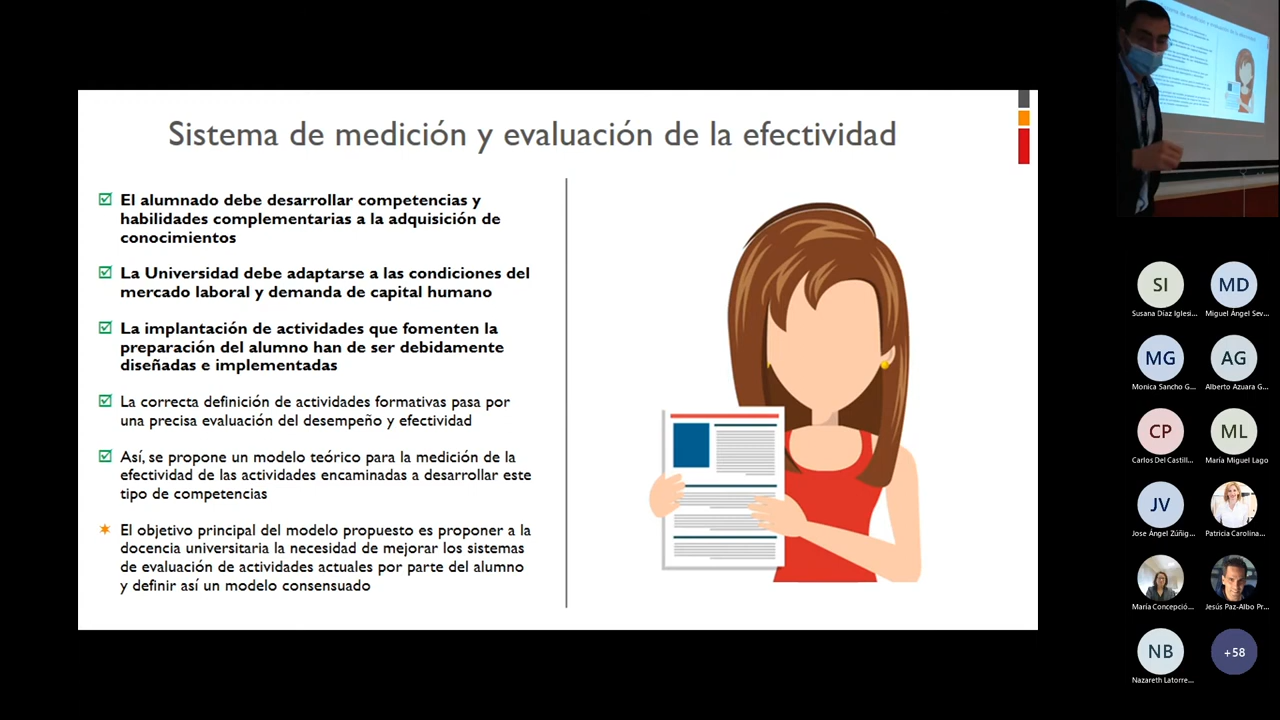 Sistema de medición y evaluación de la efectividad
El alumnado debe desarrollar competencias y
habilidades complementarias a la adquisición de
conocimientos
La Universidad debe adaptarse a las condiciones del
mercado laboral y demanda de capital humano
La implantación de actividades que fomenten la
preparación del alumno han de ser debidamente
diseñadas e implementadas
La correcta definición de actividades formativas pasa por
una precisa evaluación del desempeño y efectividad
Así, se propone un modelo teórico para la medición de la
efectividad de las actividades encaminadas a desarrollar este
tipo de competencias
El objetivo principal del modelo propuesto es proponer a la
docencia universitaria la necesidad de mejorar los sistemas
de evaluación de actividades actuales por parte del alumno
y definir así un modelo consensuado
SI
MD
Susana Díaz Iglesi...
Miguel Ángel Sev...
MG
AG
Monica Sancho G...
Alberto Azuara G...
CP
ML
Carlos Del Castill...
María Miguel Lago
JV
Jose Ángel Zúñig...
Patricia Carolina...
María Concepció...
Jesús Paz-Albo Pr...
NB
+58
Nazareth Latorre...